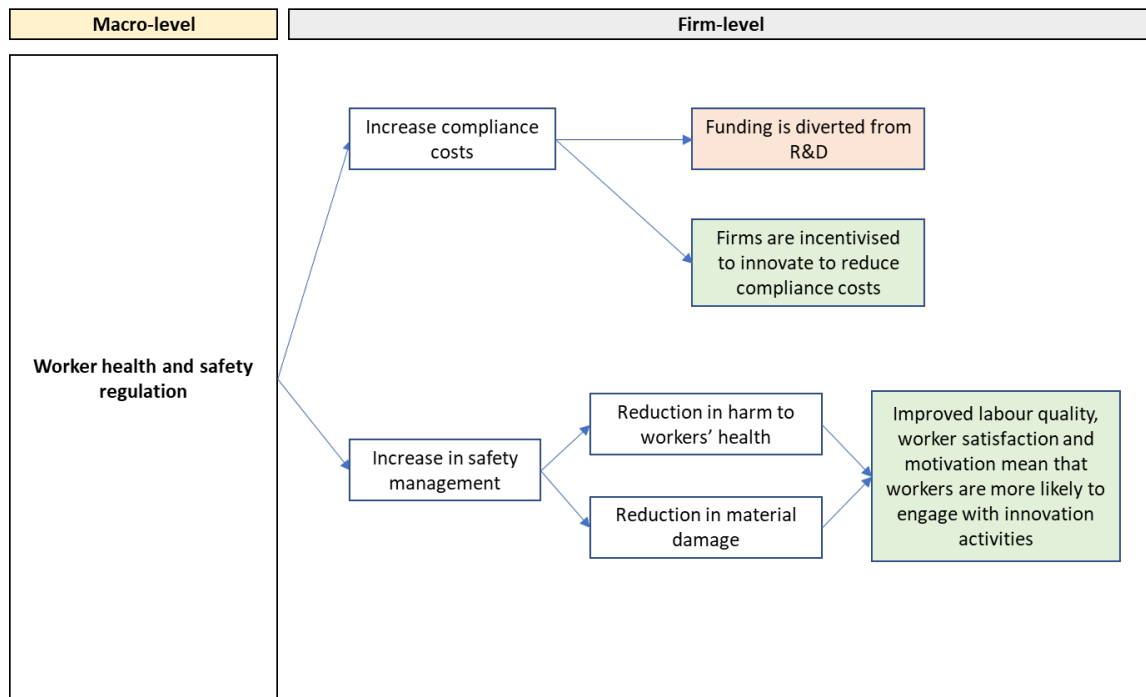 Macro-level
Firm-level
Increase compliance
costs
Funding is diverted from
R&D
Firms are incentivised
to innovate to reduce
compliance costs
Worker health and safety
regulation
Increase in safety
management
Reduction in harm to
workers’ health
Reduction in material
damage
Improved labour quality,
worker satisfaction and
motivation mean that
workers are more likely to
engage with innovation
activities